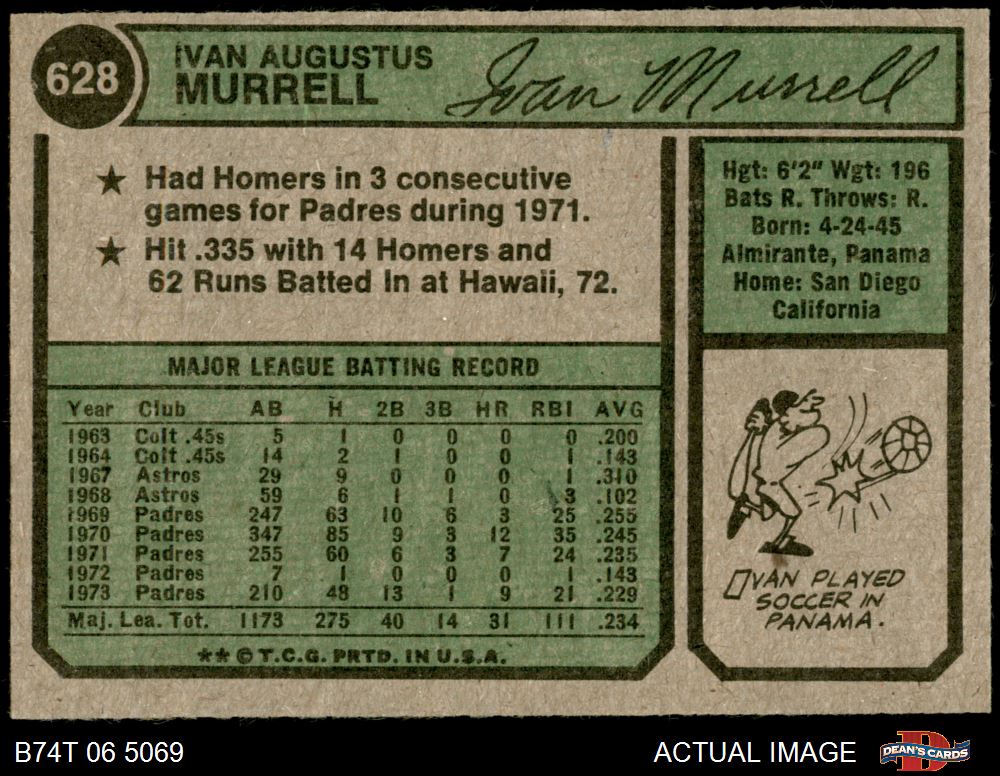 628
IVAN AUGUSTUS
MURRELL
Ivan Murrell
★ Had Homers in 3 consecutive
games for Padres during 1971.
★ Hit .335 with 14 Homers and
62 Runs Batted In at Hawaii, 72.
Hgt: 6'2" Wgt: 196
Bats R. Throws: R.
Born: 4-24-45
Almirante, Panama
Home: San Diego
California
MAJOR LEAGUE BATTING RECORD
Year Club AB H 2B 3B HR RBI AVG
1963 Colt .45s 5 1 0 0 0 0 .200
1964 Colt .45s 14 2 1 0 0 1 .143
1967 Astros 29 9 0 0 0 1 .310
1968 Astros 59 6 1 1 0 3 .102
1969 Padres 247 63 10 6 3 25 .255
1970 Padres 347 85 9 3 12 35 .245
1971 Padres 255 60 6 3 7 24 .235
1972 Padres 7 1 0 0 0 1 .143
1973 Padres 210 48 13 1 9 21 .229
Maj. Lea. Tot. 1173 275 40 14 31 111 .234
** © T.C.G. PRTD. IN U.S.A.
IVAN PLAYED
SOCCER IN
PANAMA.
B74T 06 5069
ACTUAL IMAGE
DEAN'S CARDS